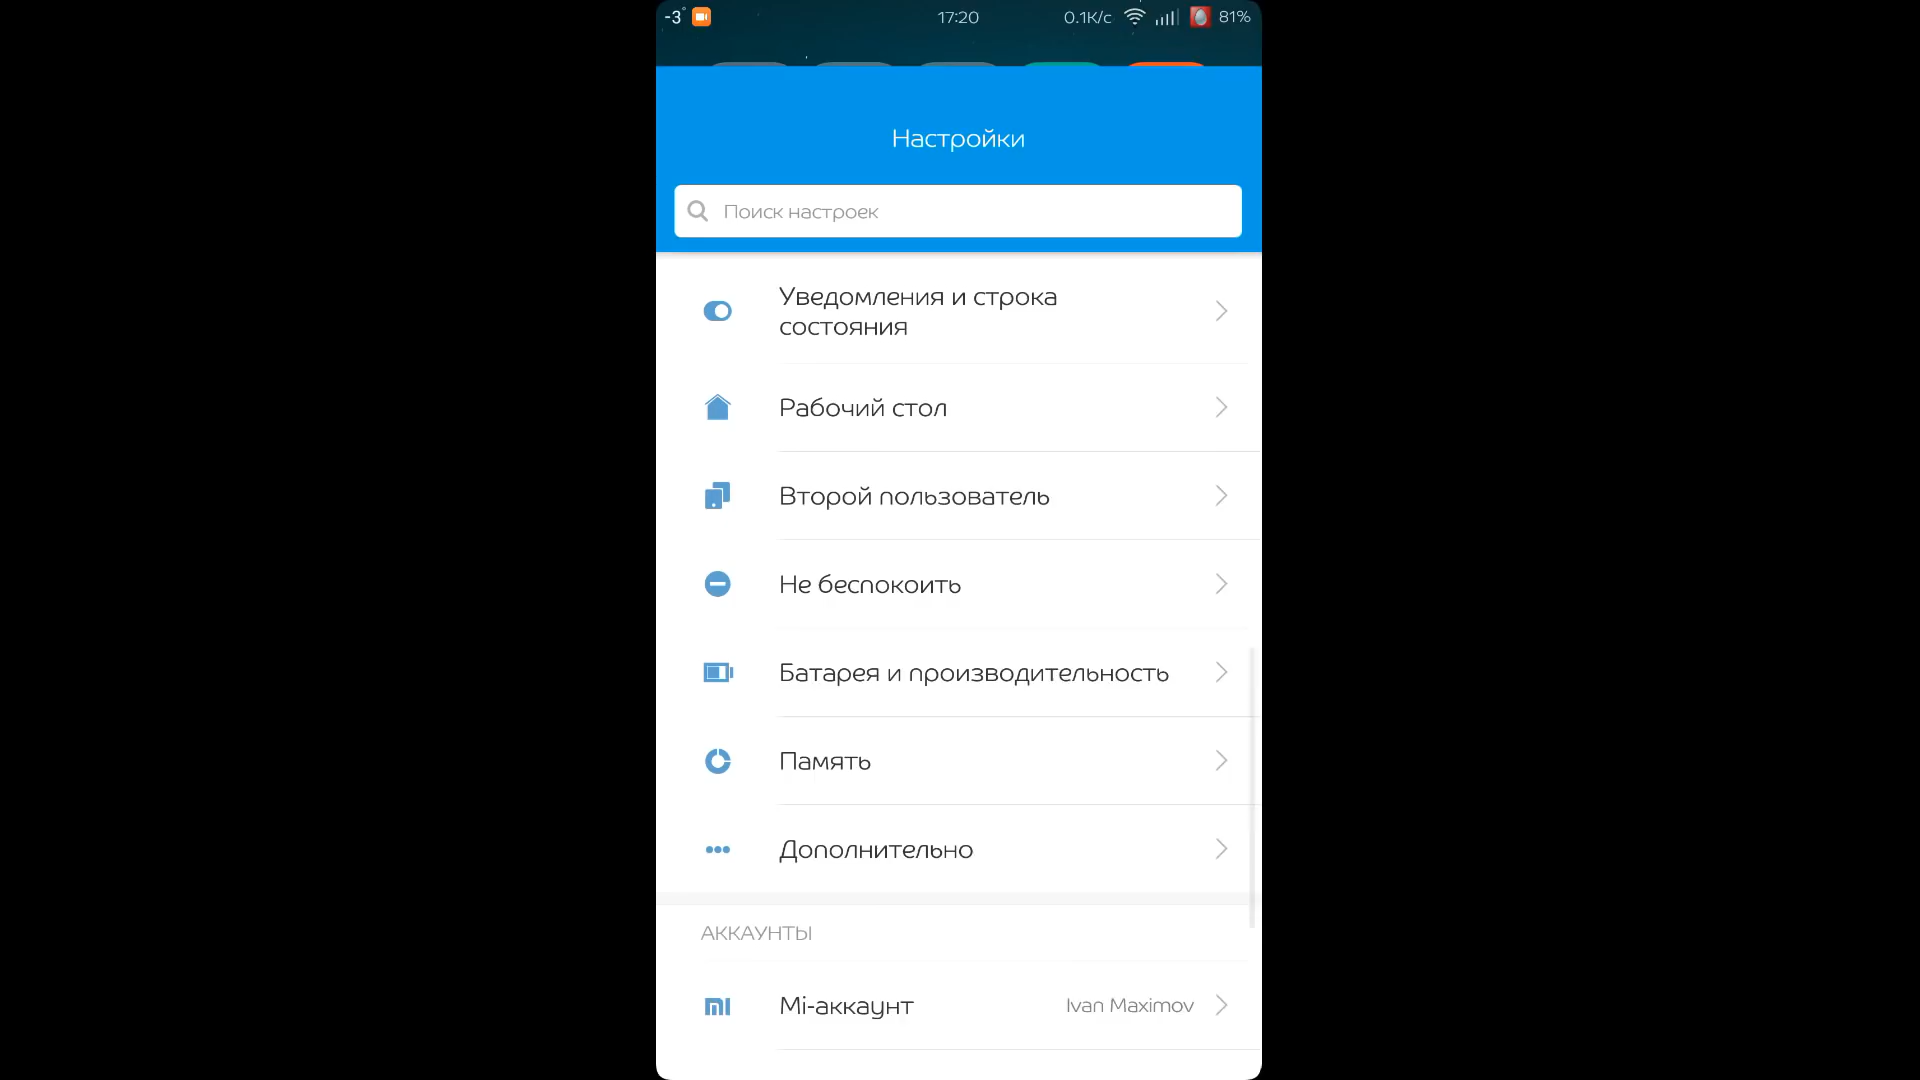 -3° 17:20 0.1K/c 81%
Настройки
Поиск настроек
Уведомления и строка
состояния
Рабочий стол
Второй пользователь
Не беспокоить
Батарея и производительность
Память
Дополнительно
АККАУНТЫ
Mi-аккаунт Ivan Maximov